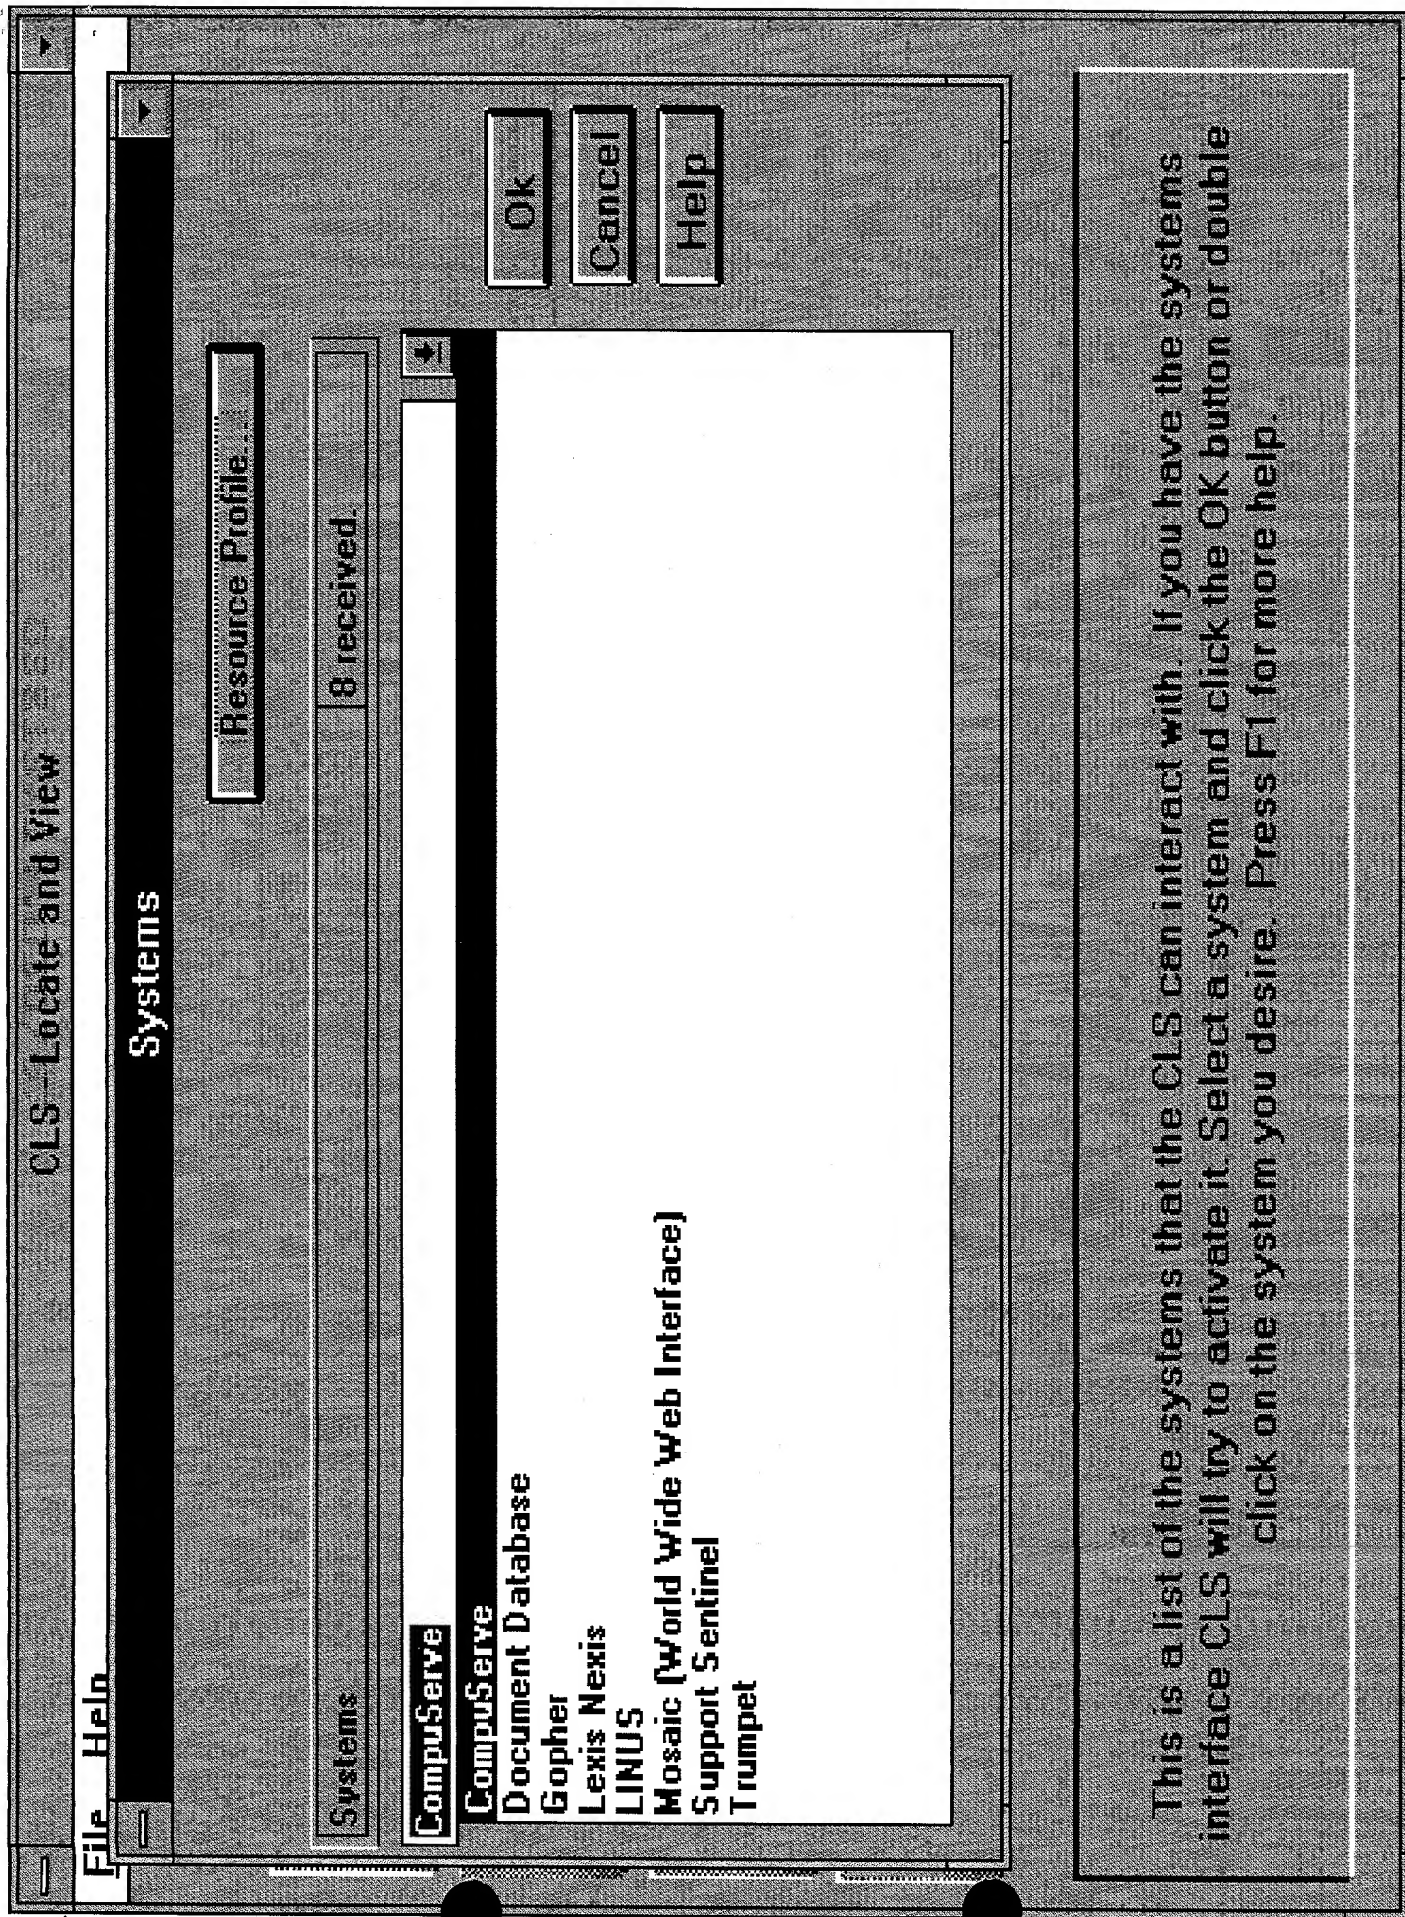 CLS - Locate and View
File Help
Systems
Resource Profile...
Systems
8 received.
CompuServe
CompuServe
Document Database
Gopher
Lexis Nexis
LINUS
Mosaic (World Wide Web Interface)
Support Sentinel
Trumpet
Ok
Cancel
Help
This is a list of the systems that the CLS can interact with. If you have the systems
interface CLS will try to activate it. Select a system and click the OK button or double
click on the system you desire. Press F1 for more help.